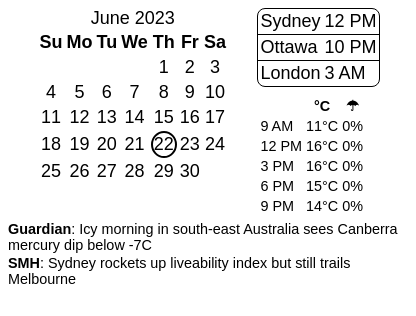 June 2023
Su Mo Tu We Th Fr Sa
1 2 3
4 5 6 7 8 9 10
11 12 13 14 15 16 17
18 19 20 21 22 23 24
25 26 27 28 29 30
Sydney 12 PM
Ottawa 10 PM
London 3 AM
°C ☂
9 AM 11°C 0%
12 PM 16°C 0%
3 PM 16°C 0%
6 PM 15°C 0%
9 PM 14°C 0%
Guardian: Icy morning in south-east Australia sees Canberra
mercury dip below -7C
SMH: Sydney rockets up liveability index but still trails
Melbourne